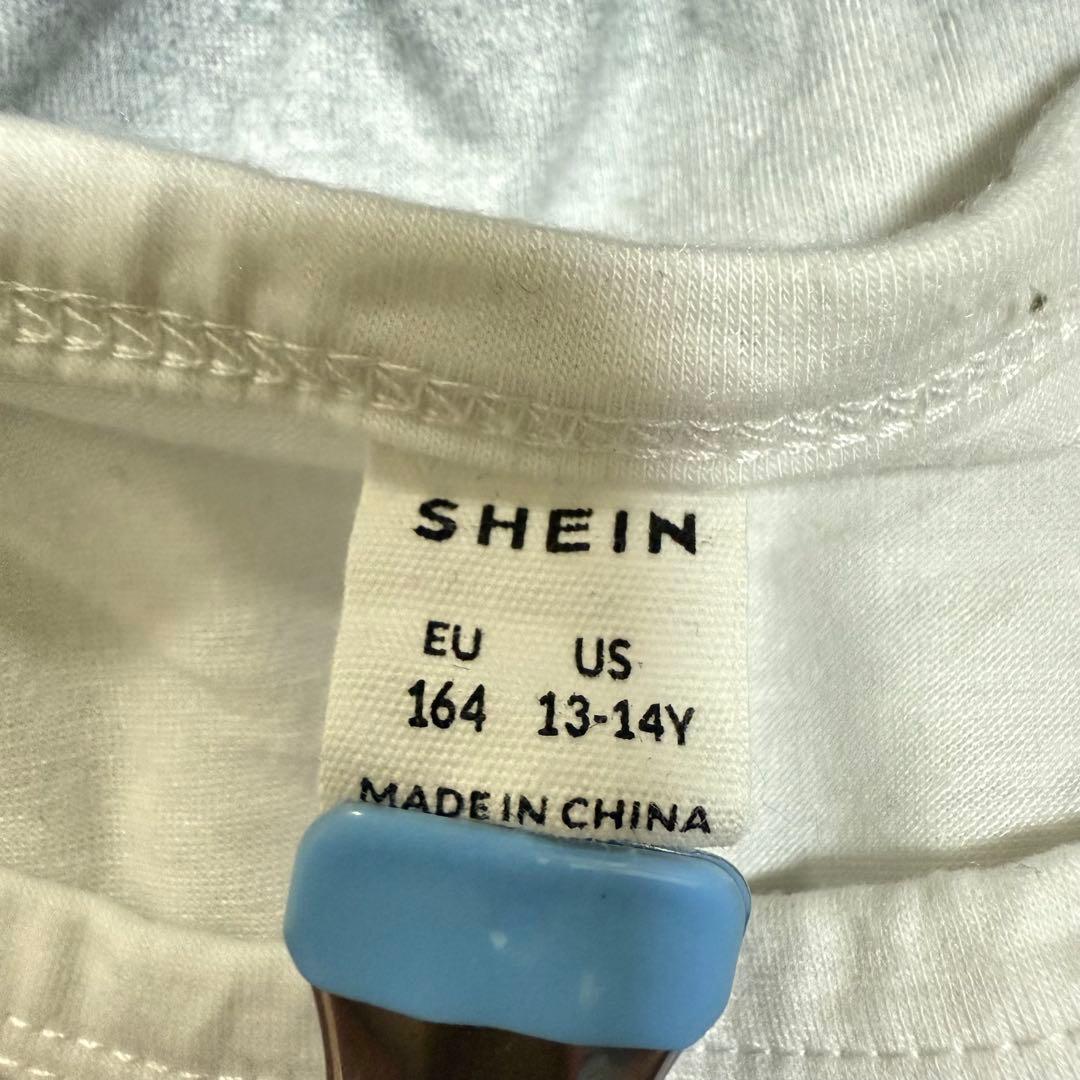 SHEIN
EU US
164 13-14Y
MADE IN CHINA